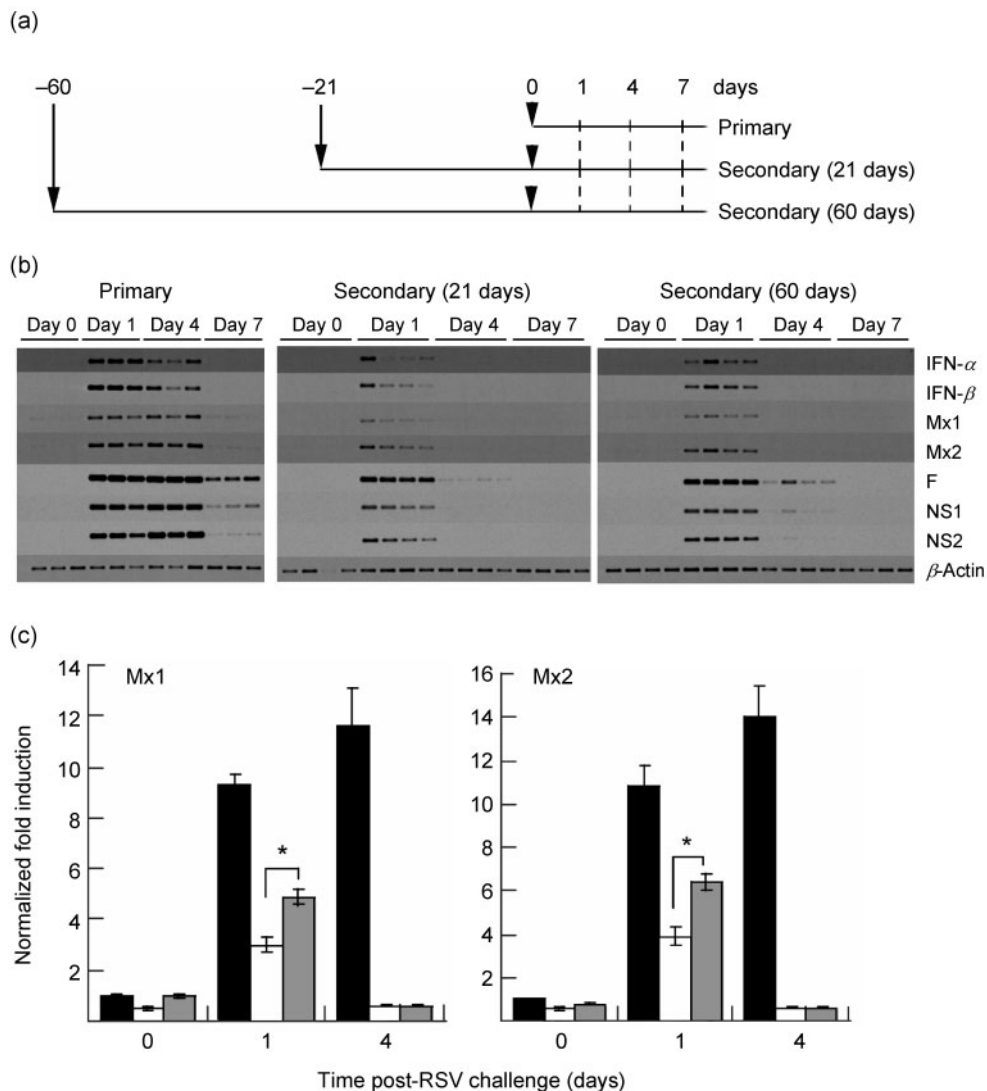 (a)
–60 –21 0 1 4 7 days
Primary
Secondary (21 days)
Secondary (60 days)
(b)
Primary Secondary (21 days) Secondary (60 days)
Day 0 Day 1 Day 4 Day 7 Day 0 Day 1 Day 4 Day 7 Day 0 Day 1 Day 4 Day 7
IFN-α
IFN-β
Mx1
Mx2
F
NS1
NS2
β-Actin
(c)
Normalized fold induction
14
12
10
8
6
4
2
Mx1
*
0 1 4
16
14
12
10
8
6
4
2
Mx2
*
0 1 4
Time post-RSV challenge (days)